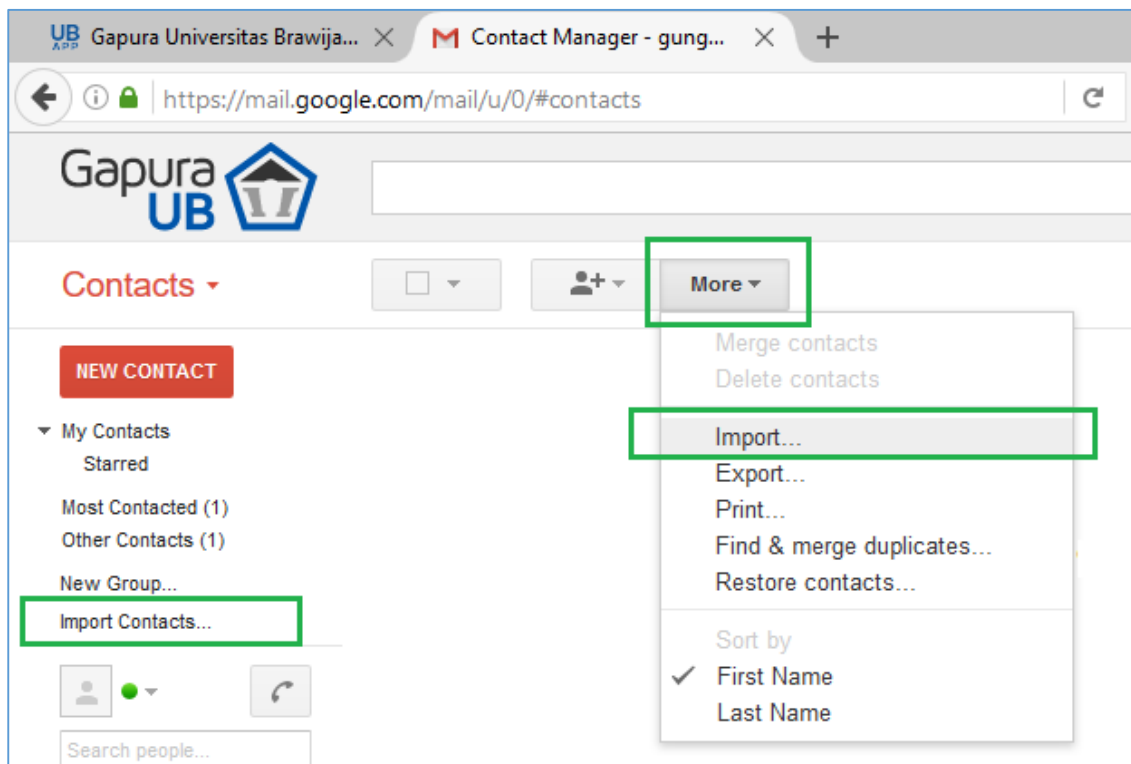 UB APP Gapura Universitas Brawija... Contact Manager - gung...
https://mail.google.com/mail/u/0/#contacts
Gapura
UB
Contacts
More
NEW CONTACT
My Contacts
Starred
Most Contacted (1)
Other Contacts (1)
New Group...
Import Contacts...
Search people...
Merge contacts
Delete contacts
Import...
Export...
Print...
Find & merge duplicates...
Restore contacts...
Sort by
First Name
Last Name